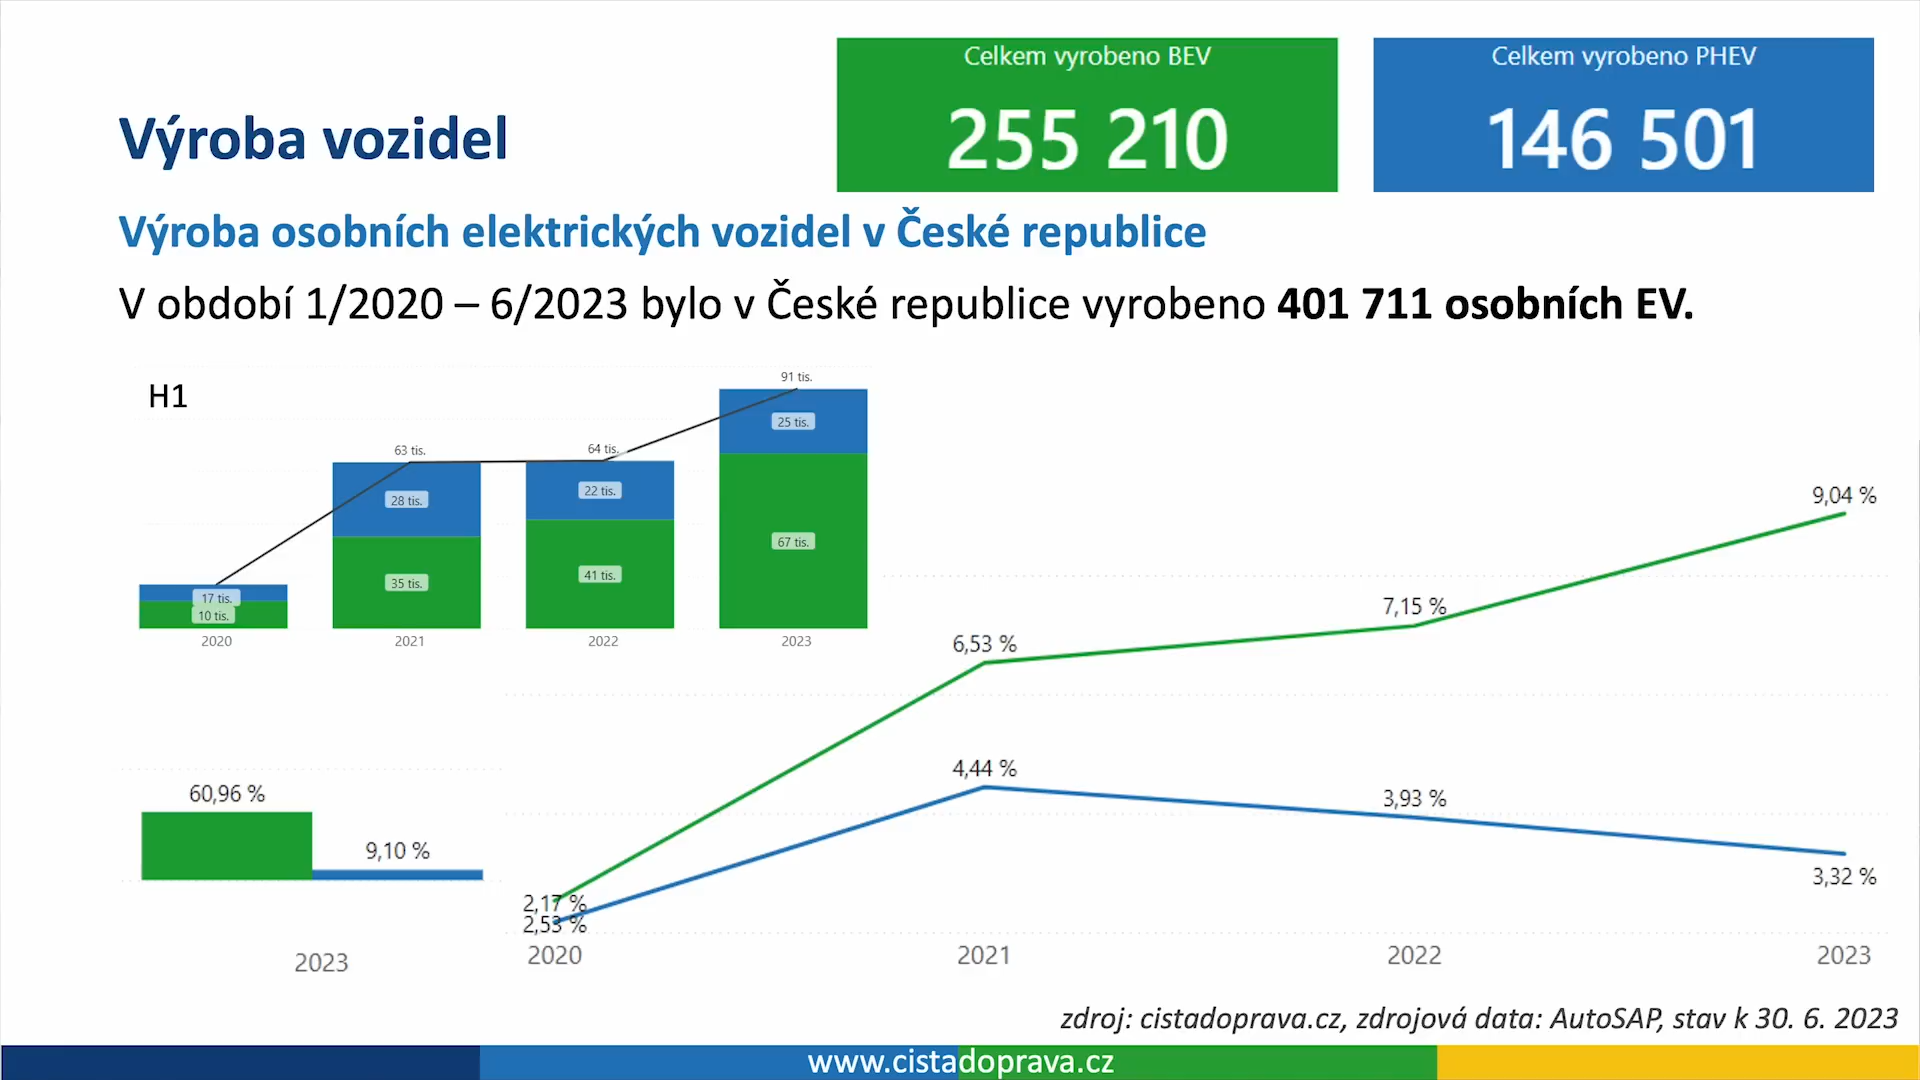 Celkem vyrobeno BEV
255 210
Celkem vyrobeno PHEV
146 501
Výroba vozidel
Výroba osobních elektrických vozidel v České republice
V období 1/2020 – 6/2023 bylo v České republice vyrobeno 401 711 osobních EV.
H1
91 tis.
25 tis.
63 tis.
64 tis.
28 tis.
22 tis.
67 tis.
35 tis.
41 tis.
17 tis.
10 tis.
2020
2021
2022
2023
9,04 %
7,15 %
6,53 %
4,44 %
3,93 %
3,32 %
2,17 %
2,53 %
2020
2021
2022
2023
60,96 %
9,10 %
2023
zdroj: cistadoprava.cz, zdrojová data: AutoSAP, stav k 30. 6. 2023
www.cistadoprava.cz